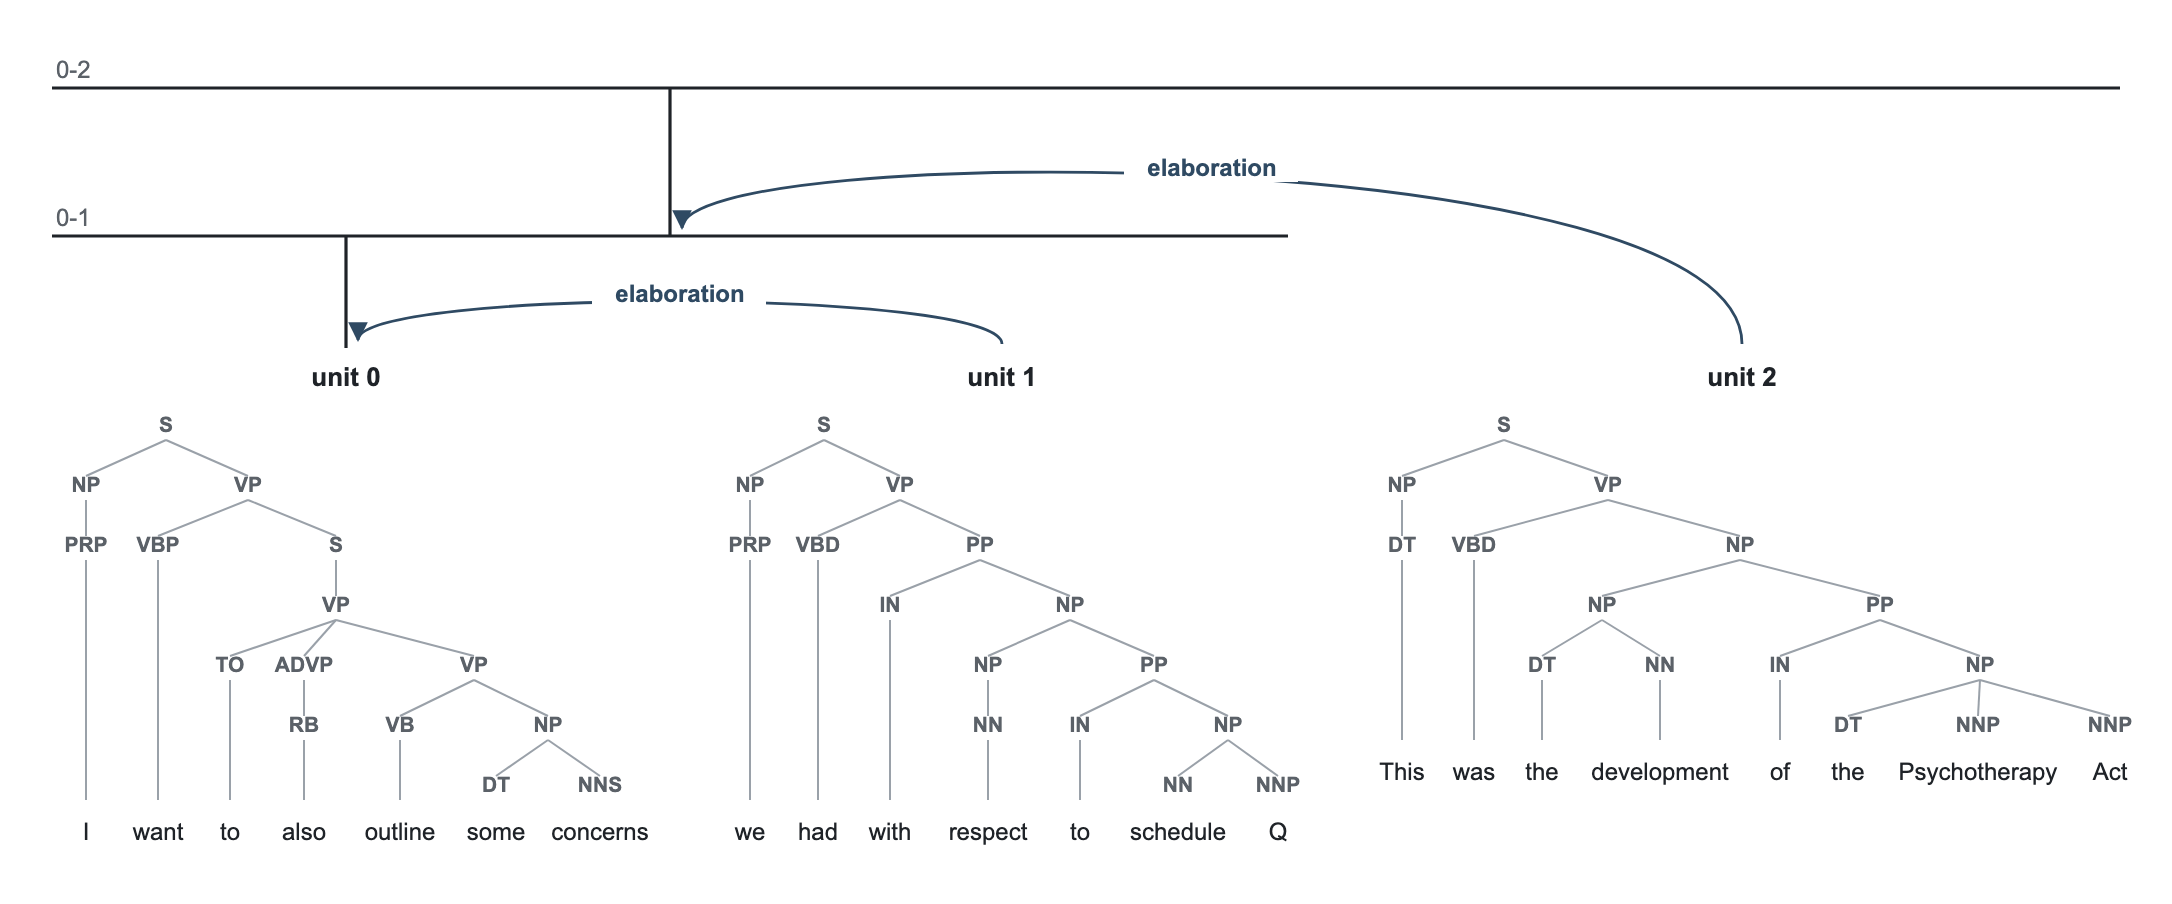 0-2
elaboration
0-1
elaboration
unit 0 unit 1 unit 2
S S S
NP VP NP VP NP VP
PRP VBP S PRP VBD PP DT VBD NP
VP IN NP NP PP
TO ADVP VP NP PP DT NN IN NP
RB VB NP NN IN NP DT NNP NNP
This was the development of the Psychotherapy Act
DT NNS NN NNP
I want to also outline some concerns we had with respect to schedule Q